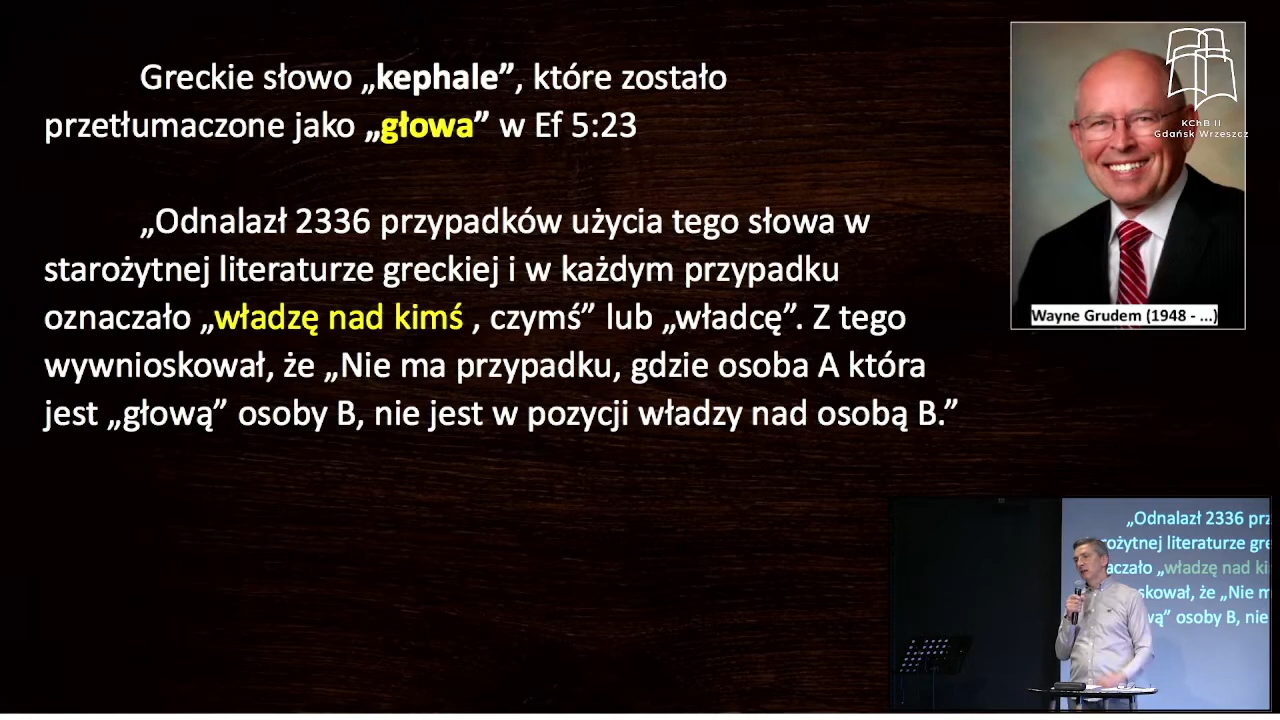 Greckie słowo „kephale”, które zostało
przetłumaczone jako „głowa” w Ef 5:23
„Odnalazł 2336 przypadków użycia tego słowa w
starożytnej literaturze greckiej i w każdym przypadku
oznaczało „władzę nad kimś , czymś” lub „władcę”. Z tego
wywnioskował, że „Nie ma przypadku, gdzie osoba A która
jest „głową” osoby B, nie jest w pozycji władzy nad osobą B.”
KChB II
Gdańsk Wrzeszcz
Wayne Grudem (1948 - ...)
„Odnalazł 2336 prz
rożytnej literaturze gre
aczało „władzę nad ki
skował, że „Nie m
wą” osoby B, nie